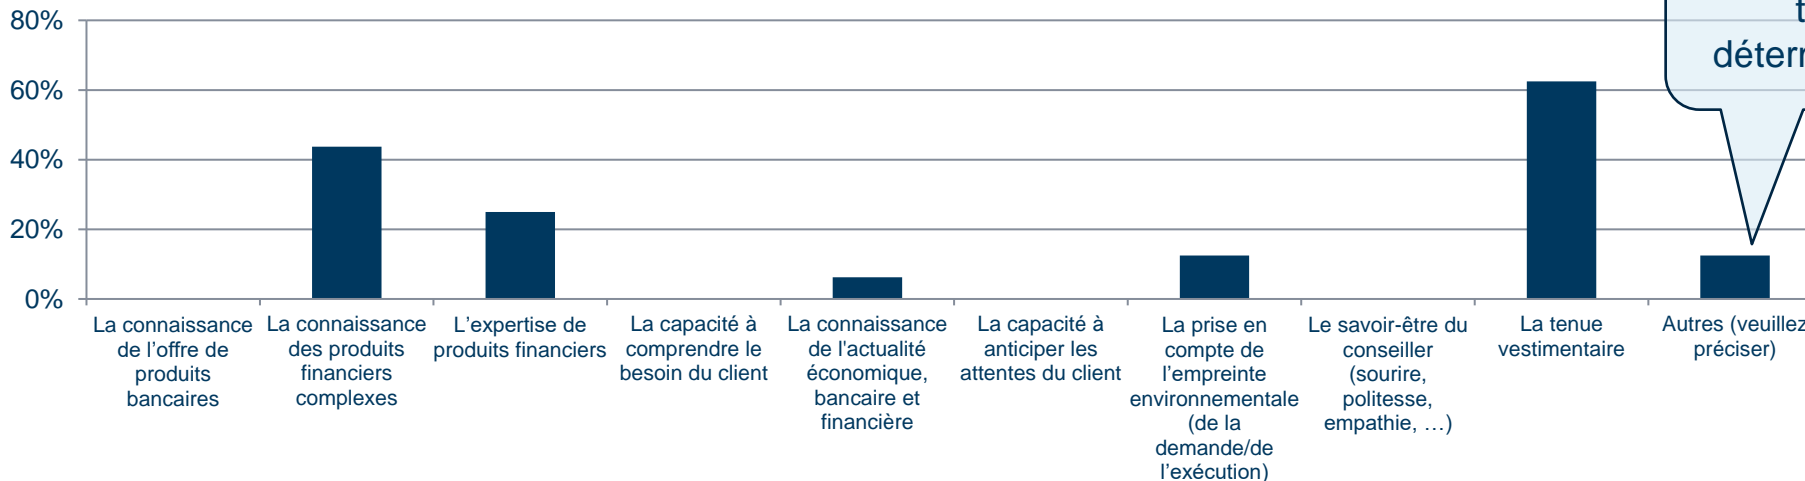 80%
60%
40%
20%
0%
La connaissance
de l'offre de
produits
bancaires
La connaissance
des produits
financiers
complexes
L'expertise de
produits financiers
La capacité à
comprendre le
besoin du client
La connaissance
de l'actualité
économique,
bancaire et
financière
La capacité à
anticiper les
attentes du client
La prise en
compte de
l'empreinte
environnementale
(de la
demande/de
l'exécution)
Le savoir-être du
conseiller
(sourire,
politesse,
empathie, …)
La tenue
vestimentaire
Autres (veuillez
préciser)